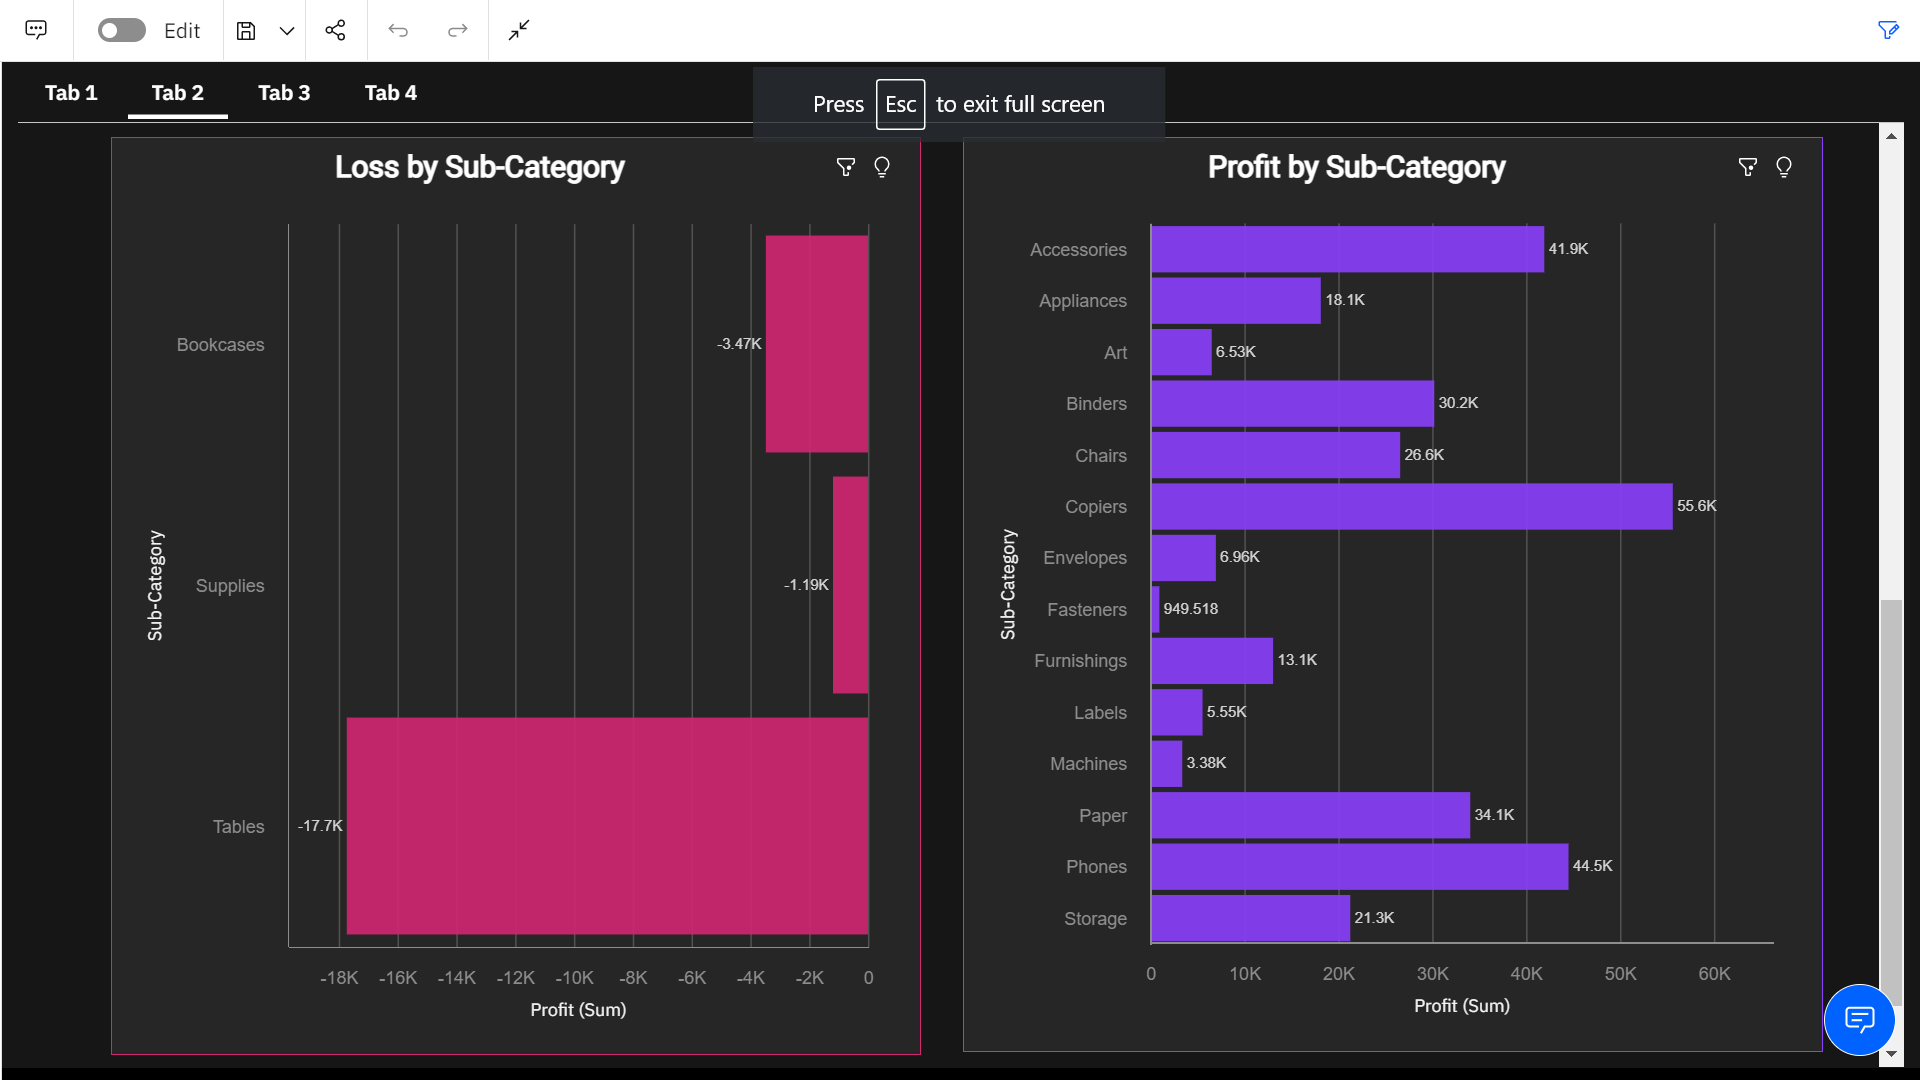 Edit
Tab 1 Tab 2 Tab 3 Tab 4
Press Esc to exit full screen
Loss by Sub-Category
Sub-Category
Bookcases -3.47K
Supplies -1.19K
Tables -17.7K
-18K -16K -14K -12K -10K -8K -6K -4K -2K 0
Profit (Sum)
Profit by Sub-Category
Sub-Category
Accessories 41.9K
Appliances 18.1K
Art 6.53K
Binders 30.2K
Chairs 26.6K
Copiers 55.6K
Envelopes 6.96K
Fasteners 949.518
Furnishings 13.1K
Labels 5.55K
Machines 3.38K
Paper 34.1K
Phones 44.5K
Storage 21.3K
0 10K 20K 30K 40K 50K 60K
Profit (Sum)